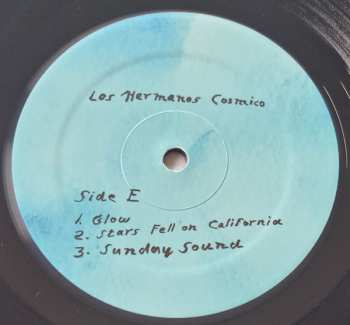 Los Hermanos Cosmico
Side E
1. Glow
2. Stars Fell on California
3. Sunday Sound